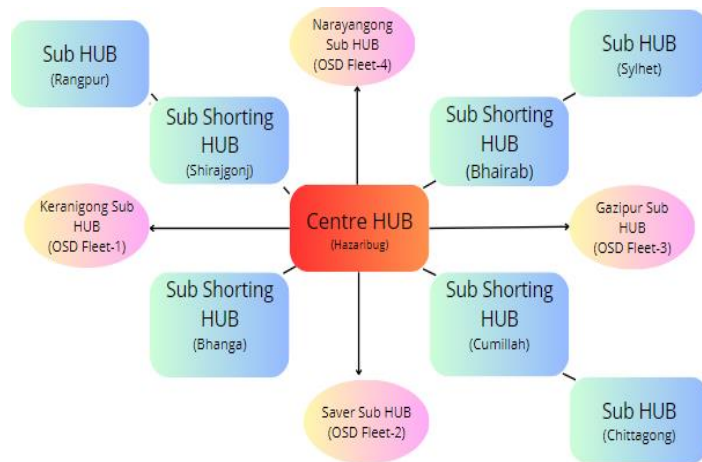 Narayangong
Sub HUB
(OSD Fleet-4)
Sub HUB
(Rangpur)
Sub HUB
(Sylhet)
Sub Shorting
HUB
(Shirajgonj)
Sub Shorting
HUB
(Bhairab)
Keranigong Sub
HUB
(OSD Fleet-1)
Centre HUB
(Hazaribug)
Gazipur Sub
HUB
(OSD Fleet-3)
Sub Shorting
HUB
(Bhanga)
Sub Shorting
HUB
(Cumillah)
Saver Sub HUB
(OSD Fleet-2)
Sub HUB
(Chittagong)